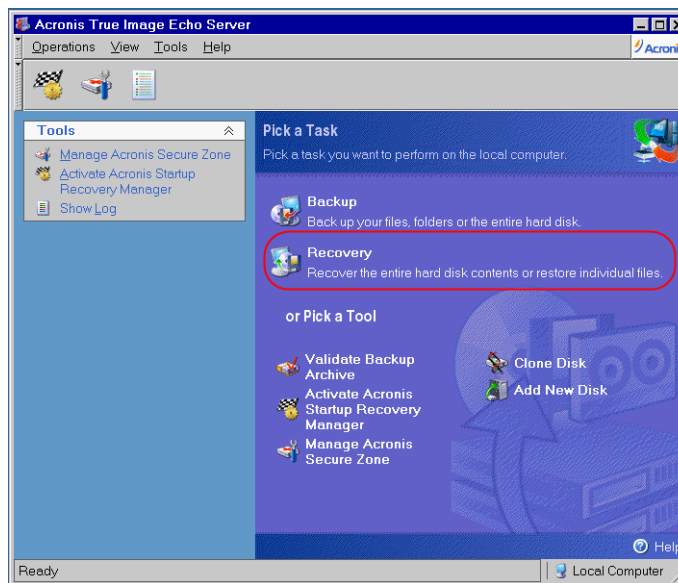 Acronis True Image Echo Server
Operations View Tools Help
Acroni
Tools
Manage Acronis Secure Zone
Activate Acronis Startup
Recovery Manager
Show Log
Pick a Task
Pick a task you want to perform on the local computer.
Backup
Back up your files, folders or the entire hard disk.
Recovery
Recover the entire hard disk contents or restore individual files.
or Pick a Tool
Validate Backup
Archive
Activate Acronis
Startup Recovery
Manager
Manage Acronis
Secure Zone
Clone Disk
Add New Disk
Help
Ready
Local Computer